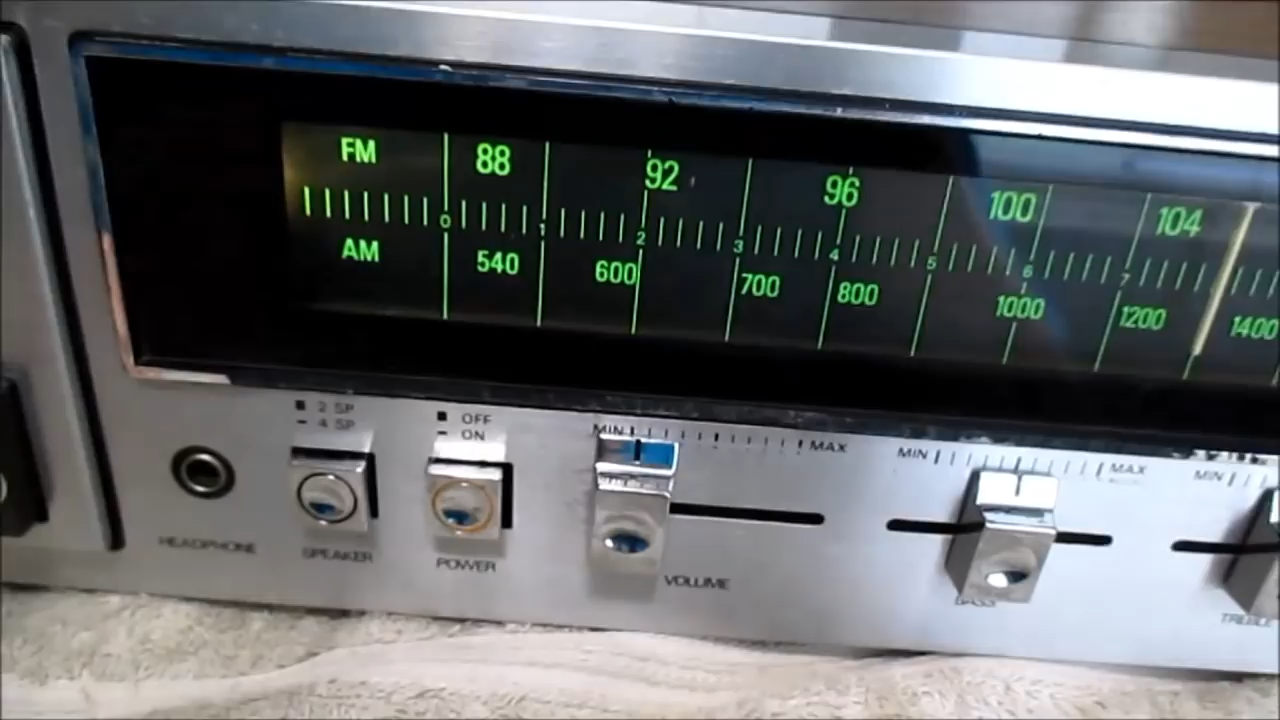 FM 88 92 96 100 104
0 1 2 3 4 5 6 7
AM 540 600 700 800 1000 1200 1400
2 SP
4 SP
OFF
ON
MIN MAX
MIN MAX
MIN
HEADPHONE
SPEAKER
POWER
VOLUME
BASS
TREBLE